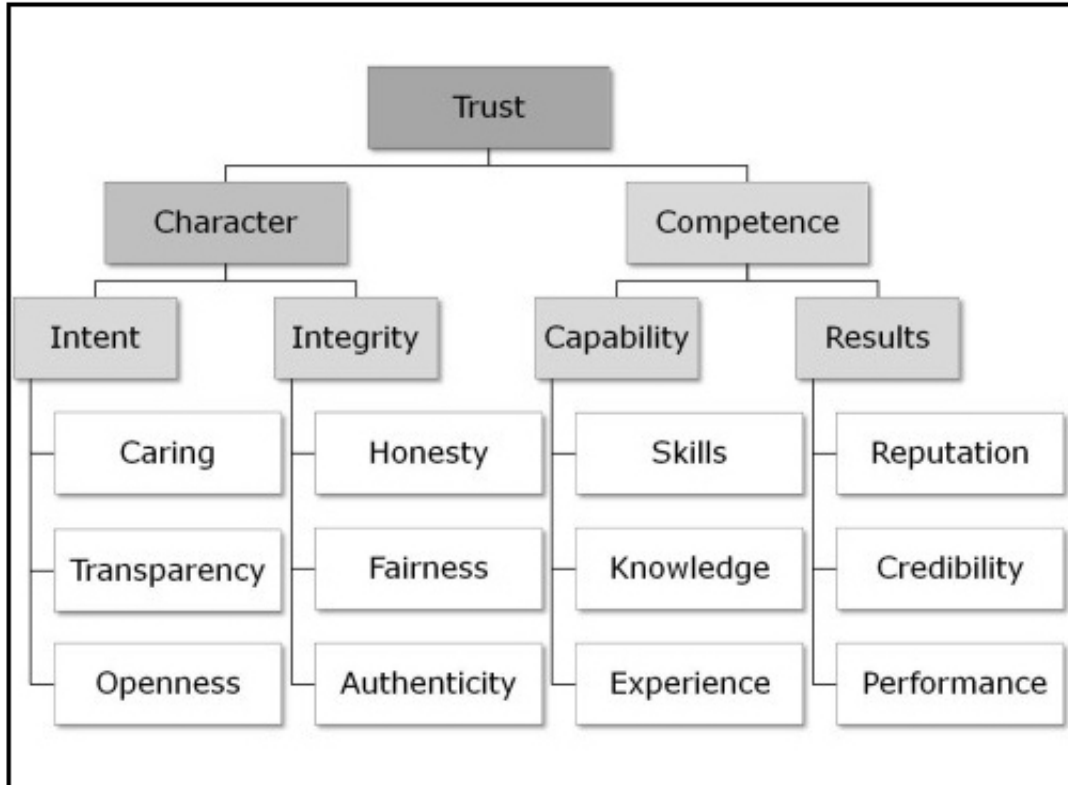 Trust
Character
Competence
Intent
Integrity
Capability
Results
Caring
Honesty
Skills
Reputation
Transparency
Fairness
Knowledge
Credibility
Openness
Authenticity
Experience
Performance